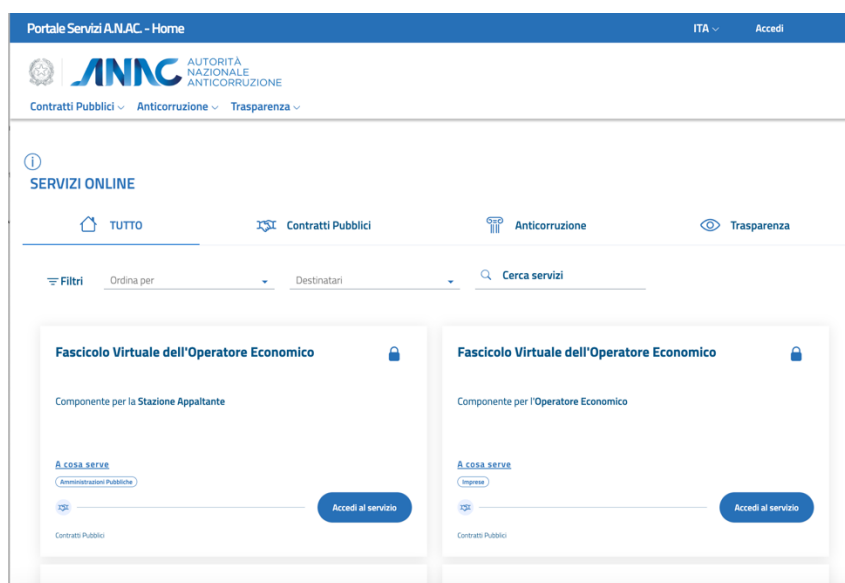 Portale Servizi A.N.AC. - Home
ITA
Accedi
ANAC
AUTORITÀ
NAZIONALE
ANTICORRUZIONE
Contratti Pubblici
Anticorruzione
Trasparenza
SERVIZI ONLINE
TUTTO
Contratti Pubblici
Anticorruzione
Trasparenza
Filtri
Ordina per
Destinatari
Cerca servizi
Fascicolo Virtuale dell'Operatore Economico
Componente per la Stazione Appaltante
A cosa serve
Amministrazioni Pubbliche
Accedi al servizio
Contratti Pubblici
Fascicolo Virtuale dell'Operatore Economico
Componente per l'Operatore Economico
A cosa serve
Imprese
Accedi al servizio
Contratti Pubblici